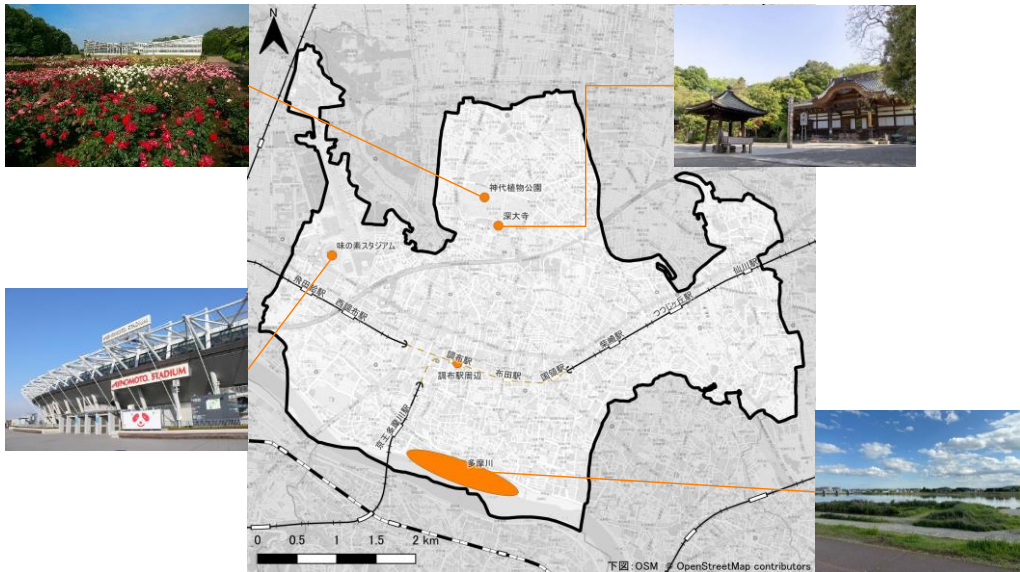 N
神代植物公園
深大寺
味の素スタジアム
飛田給駅
西調布駅
調布駅
調布駅周辺
布田駅
国領駅
柴崎駅
つつじヶ丘駅
仙川駅
京王多摩川駅
多摩川
AJINOMOTO STADIUM
AJINOMOTO STADIUM
0 0.5 1 1.5 2 km
下図:OSM © OpenStreetMap contributors